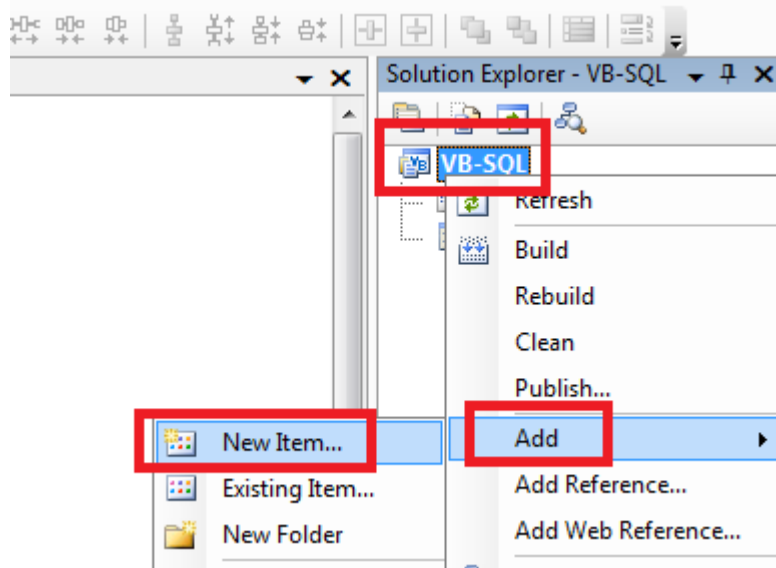 Solution Explorer - VB-SQL
VB-SQL
Refresh
Build
Rebuild
Clean
Publish...
Add
Add Reference...
Add Web Reference...
New Item...
Existing Item...
New Folder